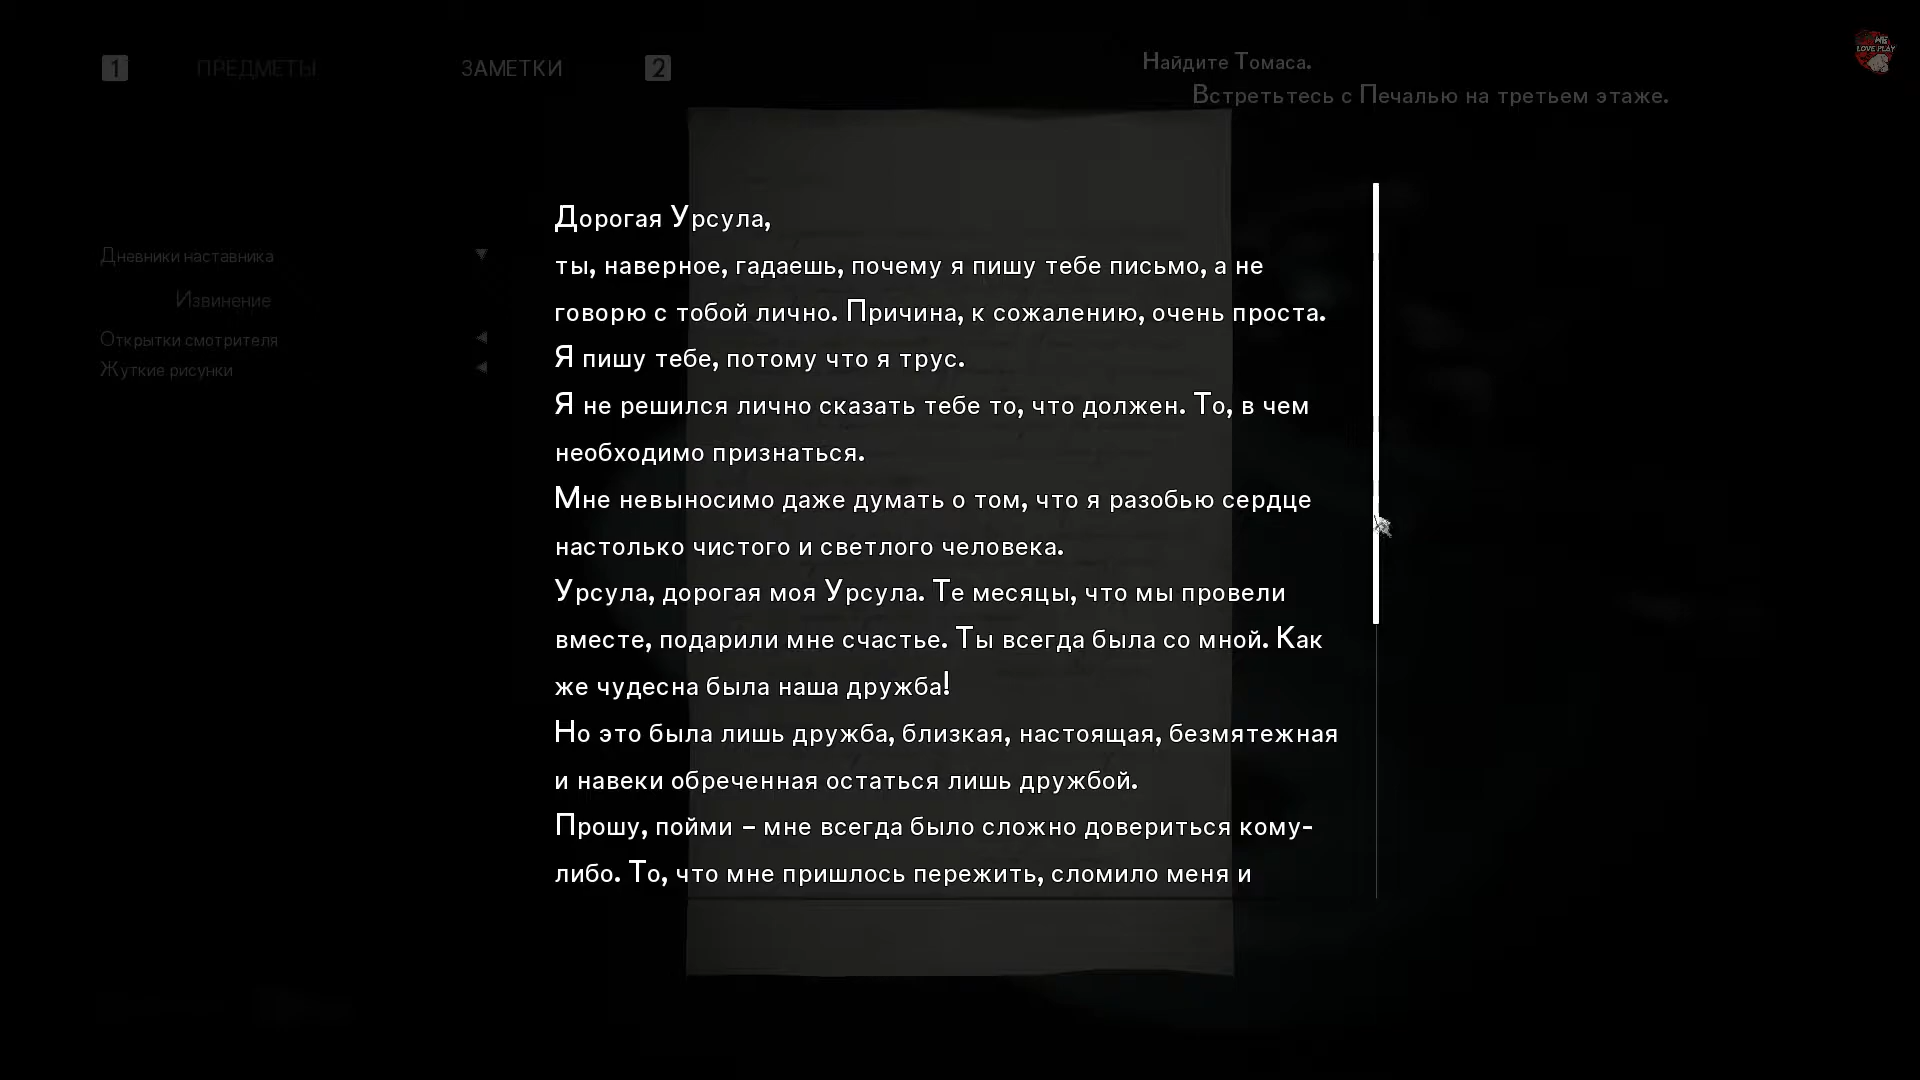 1 ПРЕДМЕТЫ ЗАМЕТКИ 2
Найдите Томаса.
Встретьтесь с Печалью на третьем этаже.
WE LOVE PLAY
Дневники наставника
Извинение
Открытки смотрителя
Жуткие рисунки
Дорогая Урсула,
ты, наверное, гадаешь, почему я пишу тебе письмо, а не
говорю с тобой лично. Причина, к сожалению, очень проста.
Я пишу тебе, потому что я трус.
Я не решился лично сказать тебе то, что должен. То, в чем
необходимо признаться.
Мне невыносимо даже думать о том, что я разобью сердце
настолько чистого и светлого человека.
Урсула, дорогая моя Урсула. Те месяцы, что мы провели
вместе, подарили мне счастье. Ты всегда была со мной. Как
же чудесна была наша дружба!
Но это была лишь дружба, близкая, настоящая, безмятежная
и навеки обреченная остаться лишь дружбой.
Прошу, пойми – мне всегда было сложно довериться кому-
либо. То, что мне пришлось пережить, сломило меня и